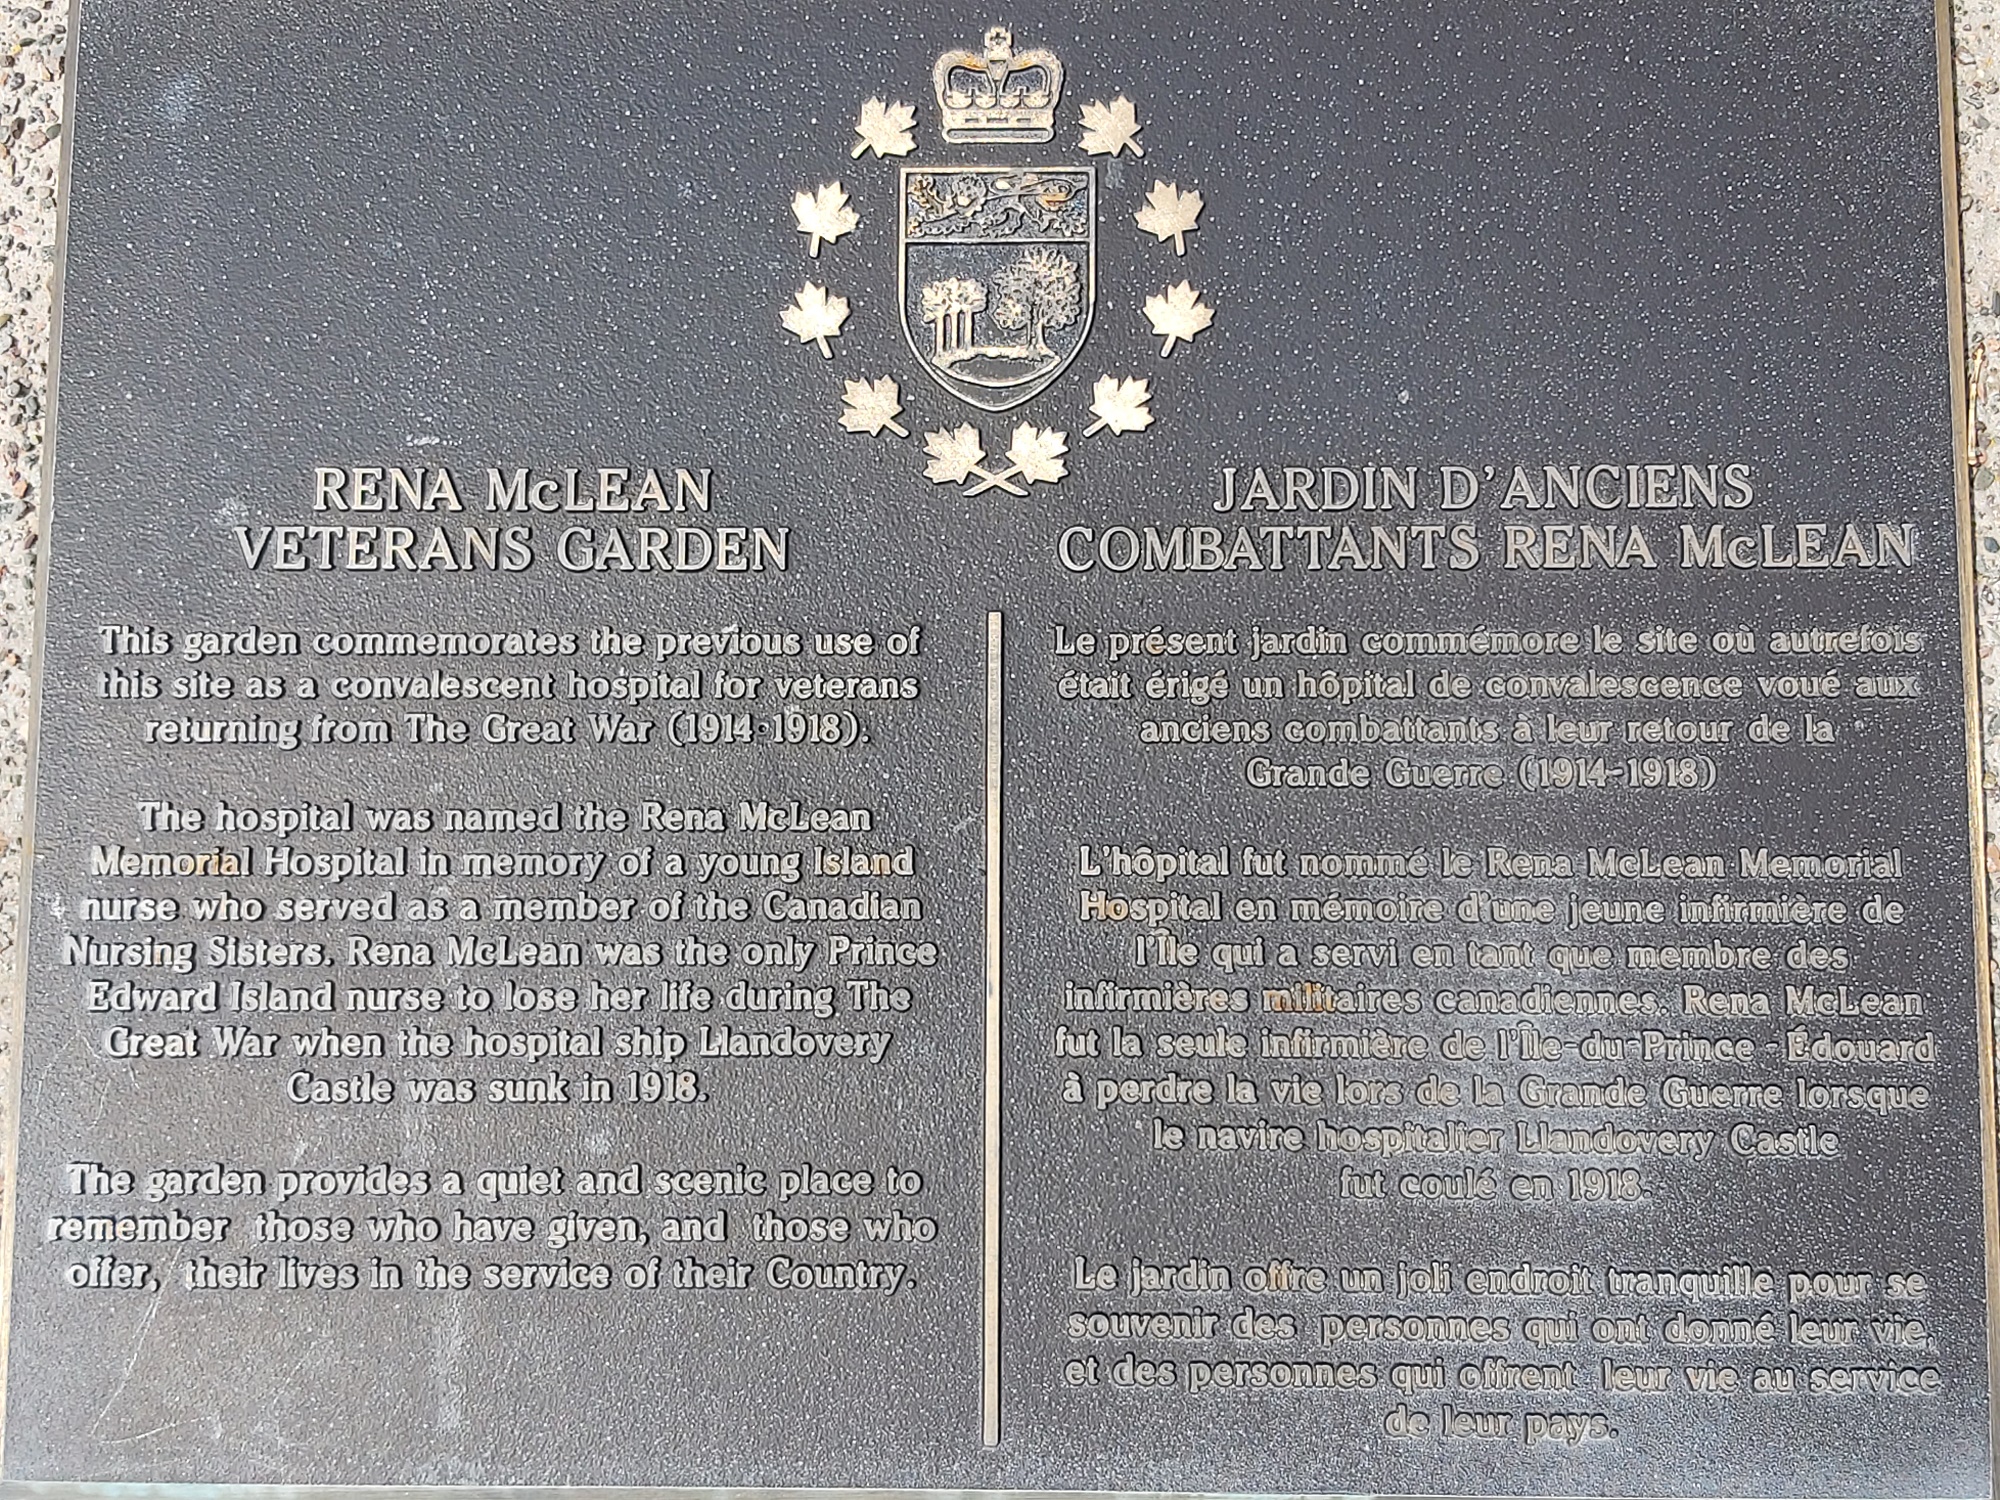 RENA McLEAN
VETERANS GARDEN
This garden commemorates the previous use of
this site as a convalescent hospital for veterans
returning from The Great War (1914-1918).
The hospital was named the Rena McLean
Memorial Hospital in memory of a young Island
nurse who served as a member of the Canadian
Nursing Sisters. Rena McLean was the only Prince
Edward Island nurse to lose her life during The
Great War when the hospital ship Llandovery
Castle was sunk in 1918.
The garden provides a quiet and scenic place to
remember those who have given, and those who
offer, their lives in the service of their Country.
JARDIN D'ANCIENS
COMBATTANTS RENA McLEAN
Le présent jardin commémore le site où autrefois
était érigé un hôpital de convalescence voué aux
anciens combattants à leur retour de la
Grande Guerre (1914-1918)
L'hôpital fut nommé le Rena McLean Memorial
Hospital en mémoire d'une jeune infirmière de
l'Île qui a servi en tant que membre des
infirmières militaires canadiennes. Rena McLean
fut la seule infirmière de l'Île-du-Prince-Édouard
à perdre la vie lors de la Grande Guerre lorsque
le navire hospitalier Llandovery Castle
fut coulé en 1918.
Le jardin offre un joli endroit tranquille pour se
souvenir des personnes qui ont donné leur vie,
et des personnes qui offrent leur vie au service
de leur pays.